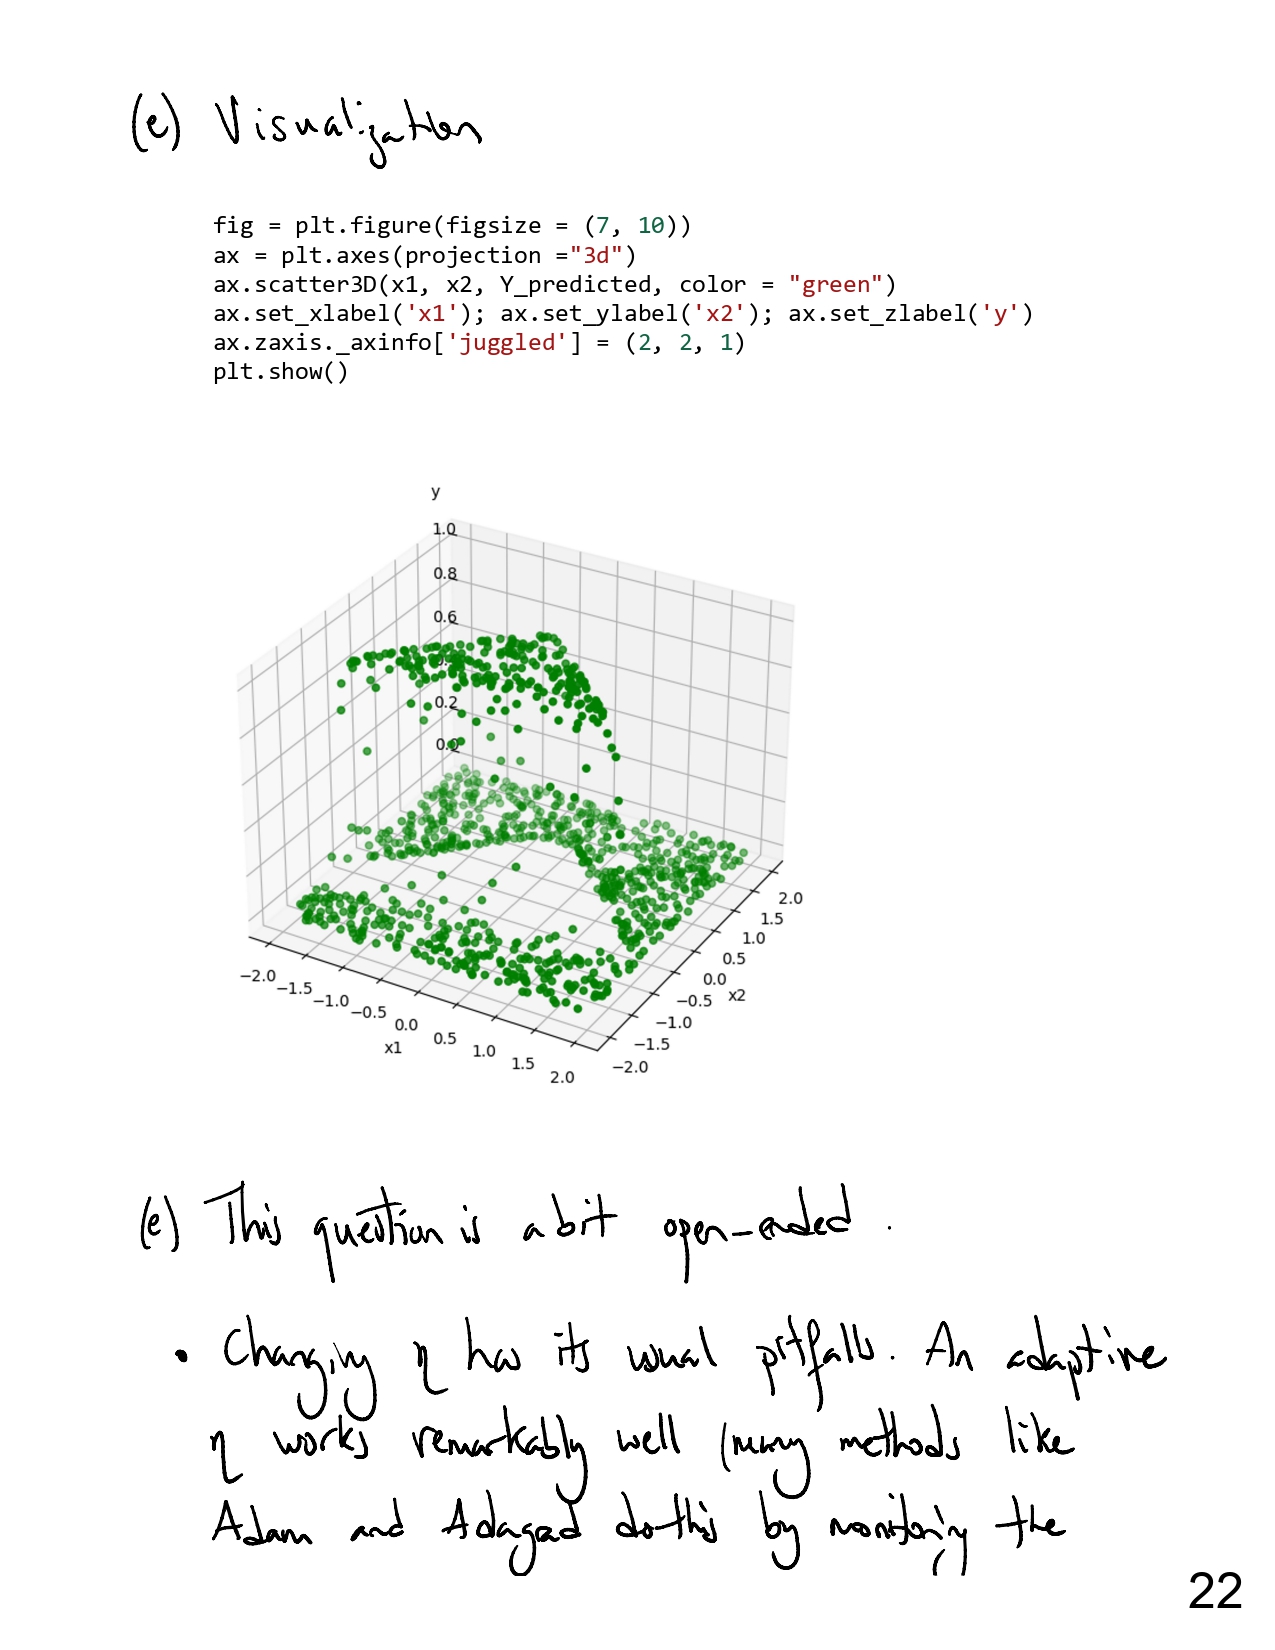 (e) Visualization
fig = plt.figure(figsize = (7, 10))
ax = plt.axes(projection ="3d")
ax.scatter3D(x1, x2, Y_predicted, color = "green")
ax.set_xlabel('x1'); ax.set_ylabel('x2'); ax.set_zlabel('y')
ax.zaxis._axinfo['juggled'] = (2, 2, 1)
plt.show()
y
1.0
0.8
0.6
0.2
0.0
−2.0
−1.5
−1.0
−0.5
0.0
0.5
1.0
1.5
2.0
x1
2.0
1.5
1.0
0.5
0.0
−0.5
−1.0
−1.5
−2.0
x2
(e) This question is a bit open-ended.
• Changing η has its usual pitfalls. An adaptive
η works remarkably well (many methods like
Adam and Adagrad do this by monitoring the
22